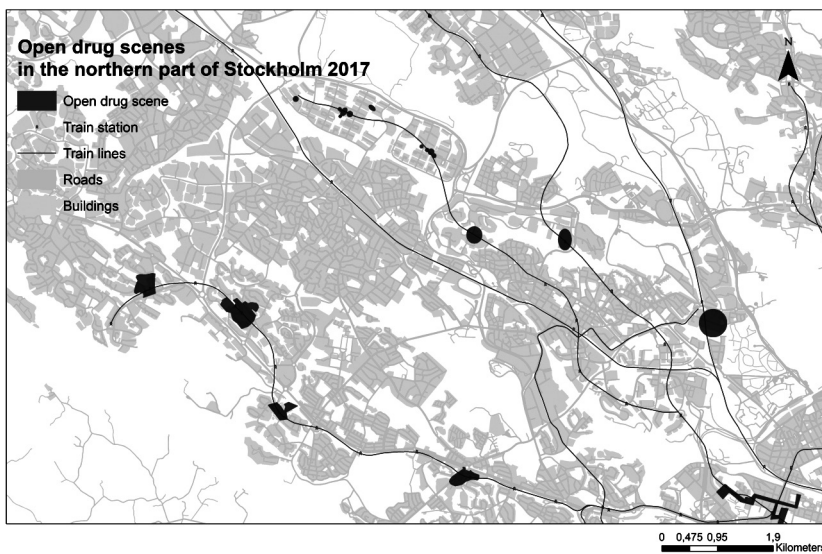 Open drug scenes
in the northern part of Stockholm 2017
Open drug scene
Train station
Train lines
Roads
Buildings
N
0 0,475 0,95 1,9
Kilometers